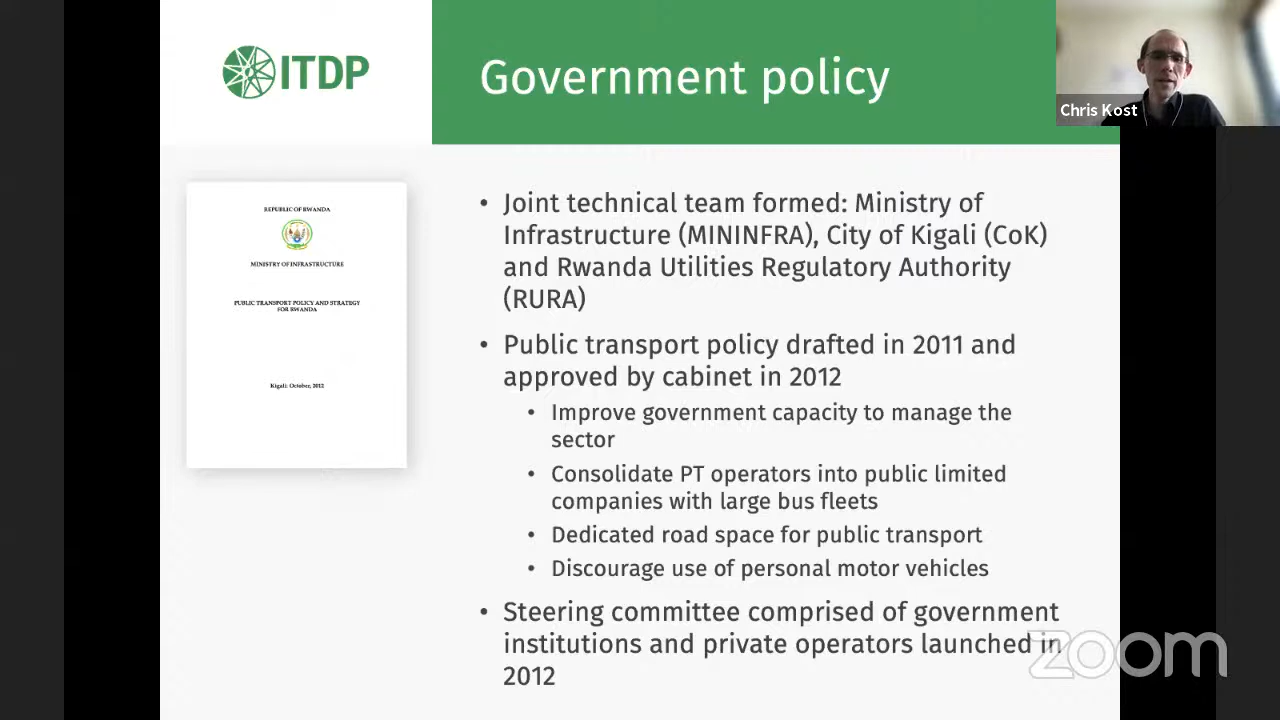 ITDP
Government policy
Chris Kost
REPUBLIC OF RWANDA
MINISTRY OF INFRASTRUCTURE
PUBLIC TRANSPORT POLICY AND STRATEGY
FOR RWANDA
Kigali: October, 2012
• Joint technical team formed: Ministry of
Infrastructure (MININFRA), City of Kigali (CoK)
and Rwanda Utilities Regulatory Authority
(RURA)
• Public transport policy drafted in 2011 and
approved by cabinet in 2012
• Improve government capacity to manage the
sector
• Consolidate PT operators into public limited
companies with large bus fleets
• Dedicated road space for public transport
• Discourage use of personal motor vehicles
• Steering committee comprised of government
institutions and private operators launched in
2012
zoom